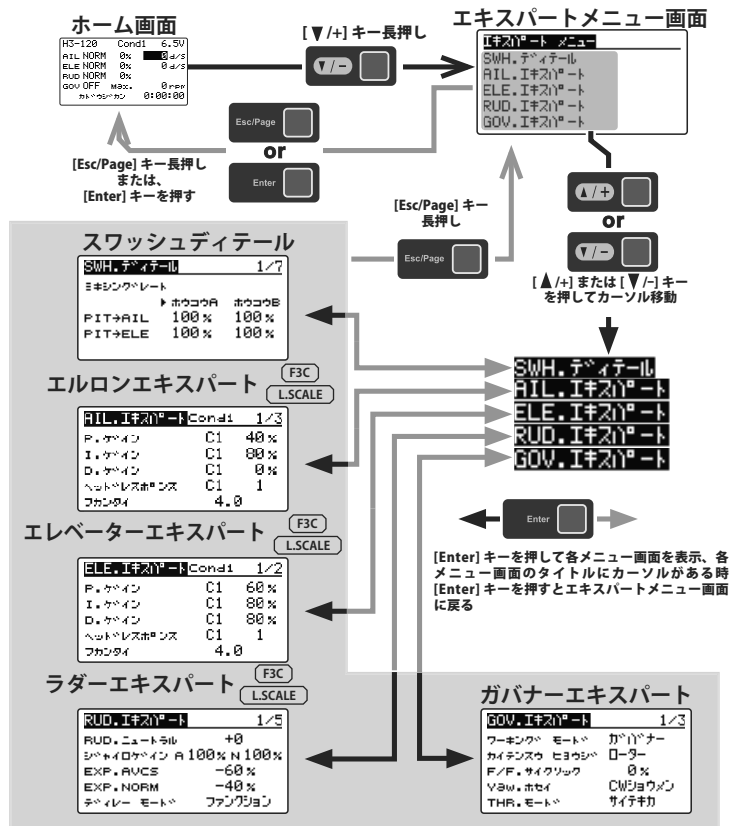 ホーム画面
H3-120 Cond1 6.5V
AIL NORM 0% 0d/s
ELE NORM 0% 0d/s
RUD NORM 0%
GOV OFF Max. 0rpm
カドウジカン 0:00:00
[▼/+] キー長押し
▼/−
エキスパートメニュー画面
エキスパート メニュー
SWH.ディテール
AIL.エキスパート
ELE.エキスパート
RUD.エキスパート
GOV.エキスパート
Esc/Page
or
Enter
[Esc/Page] キー長押し
または、
[Enter] キーを押す
[Esc/Page] キー
長押し
Esc/Page
▲/+
or
▼/−
[▲/+] または [▼/-] キー
を押してカーソル移動
スワッシュディテール
SWH.ディテール 1/7
ミキシングレート
▶ホウコウA ホウコウB
PIT→AIL 100% 100%
PIT→ELE 100% 100%
エルロンエキスパート F3C
L.SCALE
AIL.エキスパート Cond1 1/3
P.ゲイン C1 40%
I.ゲイン C1 80%
D.ゲイン C1 0%
ヘッドレスポンス C1 1
フカンタイ 4.0
エレベーターエキスパート F3C
L.SCALE
ELE.エキスパート Cond1 1/2
P.ゲイン C1 60%
I.ゲイン C1 80%
D.ゲイン C1 80%
ヘッドレスポンス C1 1
フカンタイ 4.0
ラダーエキスパート F3C
L.SCALE
RUD.エキスパート 1/5
RUD.ニュートラル +0
ジャイロゲイン A100% N100%
EXP.AVCS −60%
EXP.NORM −40%
ディレー モード ファンクション
SWH.ディテール
AIL.エキスパート
ELE.エキスパート
RUD.エキスパート
GOV.エキスパート
Enter
[Enter] キーを押して各メニュー画面を表示、各
メニュー画面のタイトルにカーソルがある時
[Enter] キーを押すとエキスパートメニュー画面
に戻る
ガバナーエキスパート
GOV.エキスパート 1/3
ワーキング モード ガバナー
カイテンスウ ヒョウジ ローター
F/F.サイクリック 0%
Yaw.ホセイ CWショウメン
THR.モード サイテキカ